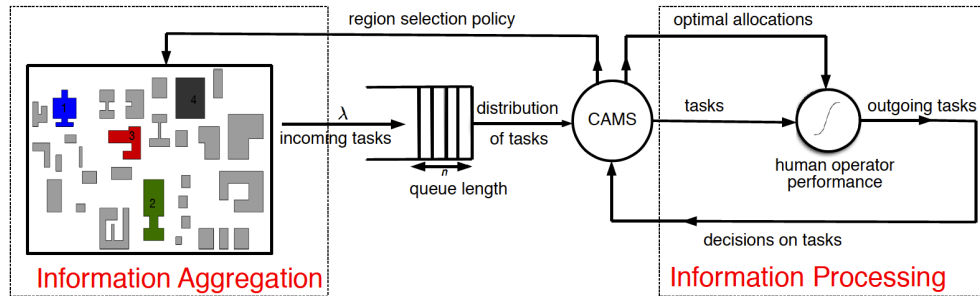 region selection policy
optimal allocations
1
4
3
2
λ
incoming tasks
n
queue length
distribution
of tasks
CAMS
tasks
outgoing tasks
human operator
performance
decisions on tasks
Information Aggregation
Information Processing